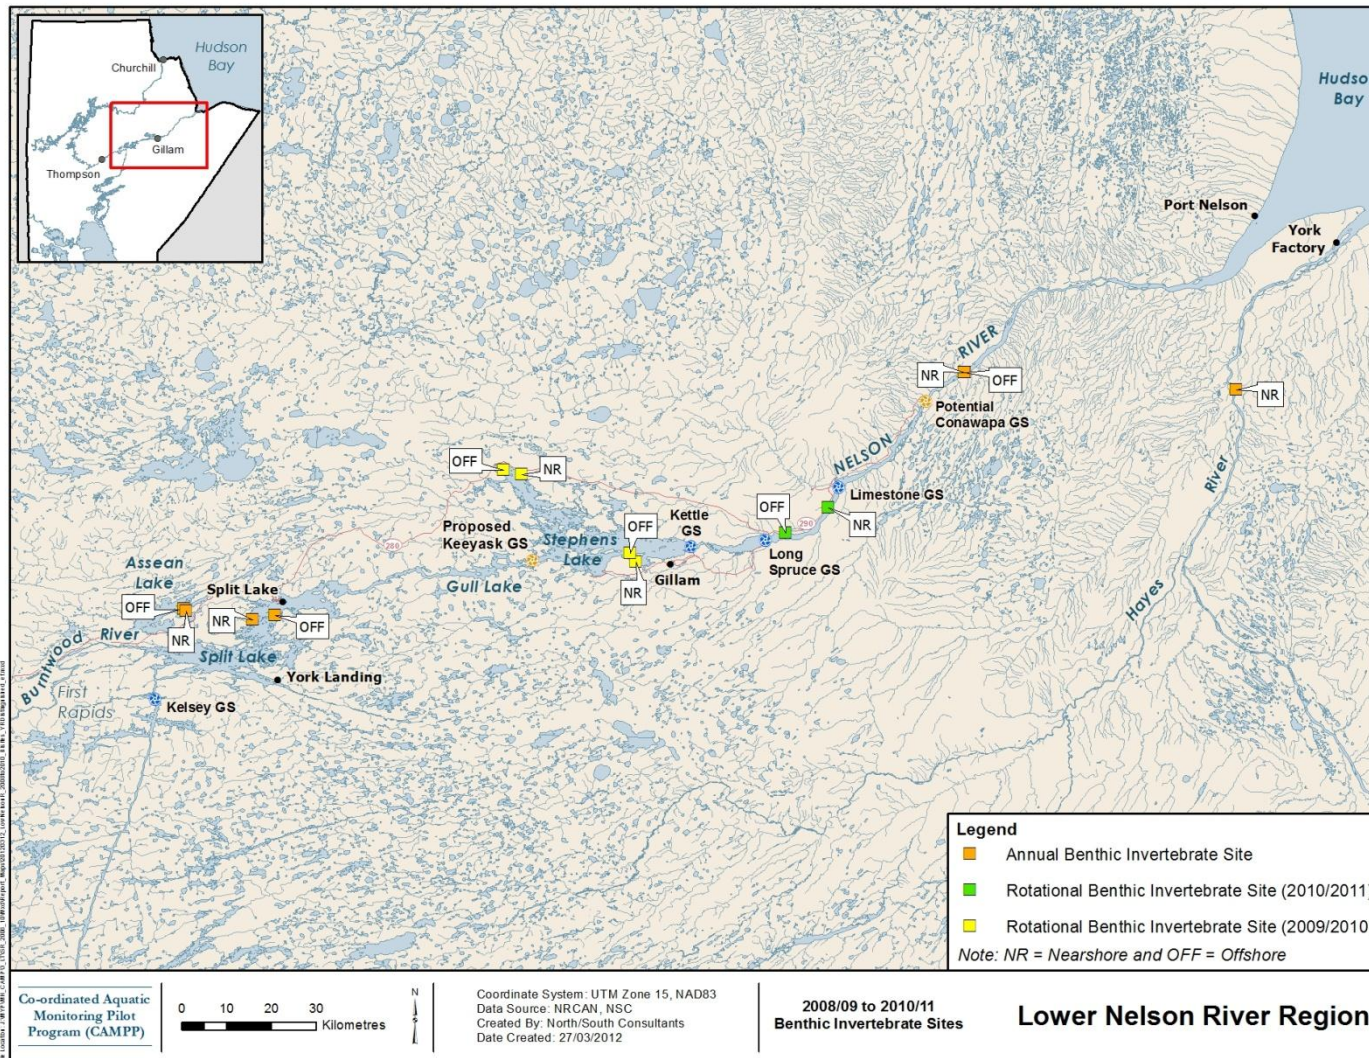 Hudson
Bay
Churchill
Gillam
Thompson
Hudso
Bay
Port Nelson
York
Factory
RIVER
NR
OFF
NR
Potential
Conawapa GS
River
NELSON
OFF
NR
Limestone GS
OFF
Kettle
GS
Proposed
Keeyask GS
OFF
290
NR
Stephens
Lake
280
Long
Spruce GS
Gillam
Assean
Lake
Gull Lake
Split Lake
NR
Hayes
OFF
NR
OFF
NR
River
Burntwood
Split Lake
York Landing
First
Rapids
Kelsey GS
Legend
Annual Benthic Invertebrate Site
Rotational Benthic Invertebrate Site (2010/2011
Rotational Benthic Invertebrate Site (2009/2010
Note: NR = Nearshore and OFF = Offshore
Co-ordinated Aquatic
Monitoring Pilot
Program (CAMPP)
0 10 20 30
Kilometres
N
Coordinate System: UTM Zone 15, NAD83
Data Source: NRCAN, NSC
Created By: North/South Consultants
Date Created: 27/03/2012
2008/09 to 2010/11
Benthic Invertebrate Sites
Lower Nelson River Region